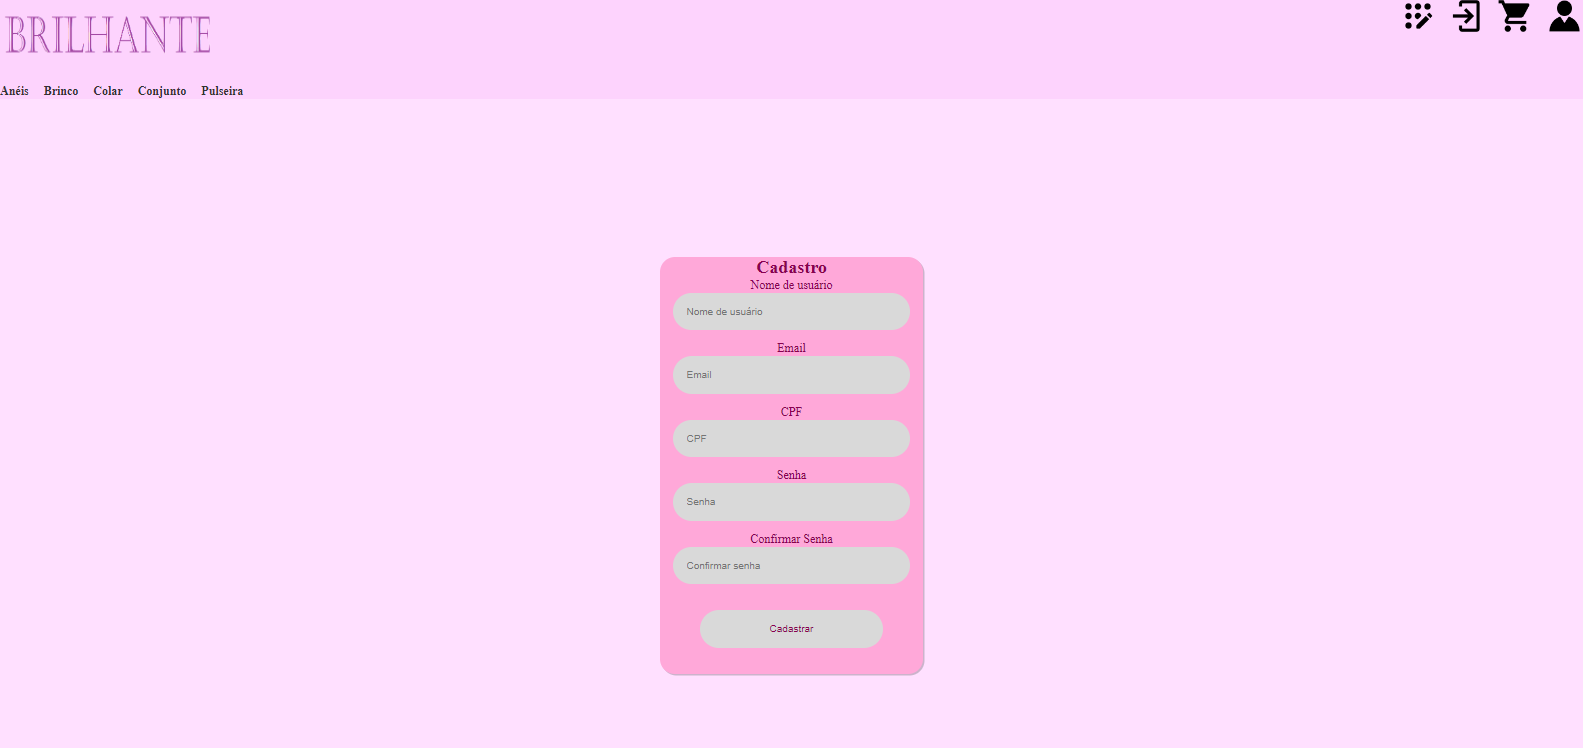 BRILHANTE
Anéis Brinco Colar Conjunto Pulseira
Cadastro
Nome de usuário
Nome de usuário
Email
Email
CPF
CPF
Senha
Senha
Confirmar Senha
Confirmar senha
Cadastrar